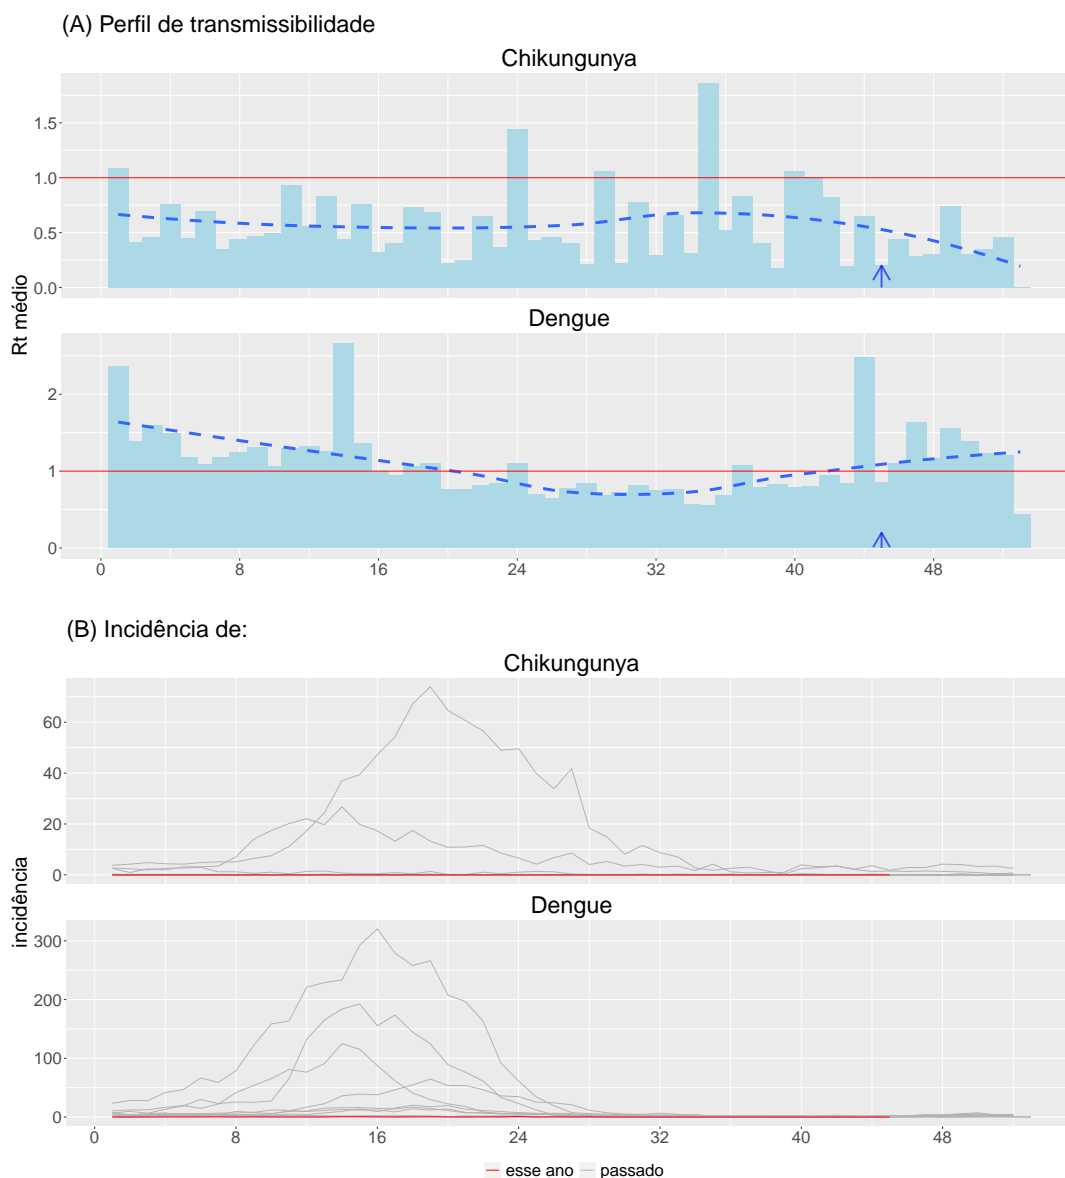 (A) Perfil de transmissibilidade
Chikungunya
1.5
1.0
0.5
0.0
Rt médio
Dengue
2
1
0
0 8 16 24 32 40 48
(B) Incidência de:
Chikungunya
60
40
20
0
incidência
Dengue
300
200
100
0
0 8 16 24 32 40 48
esse ano passado